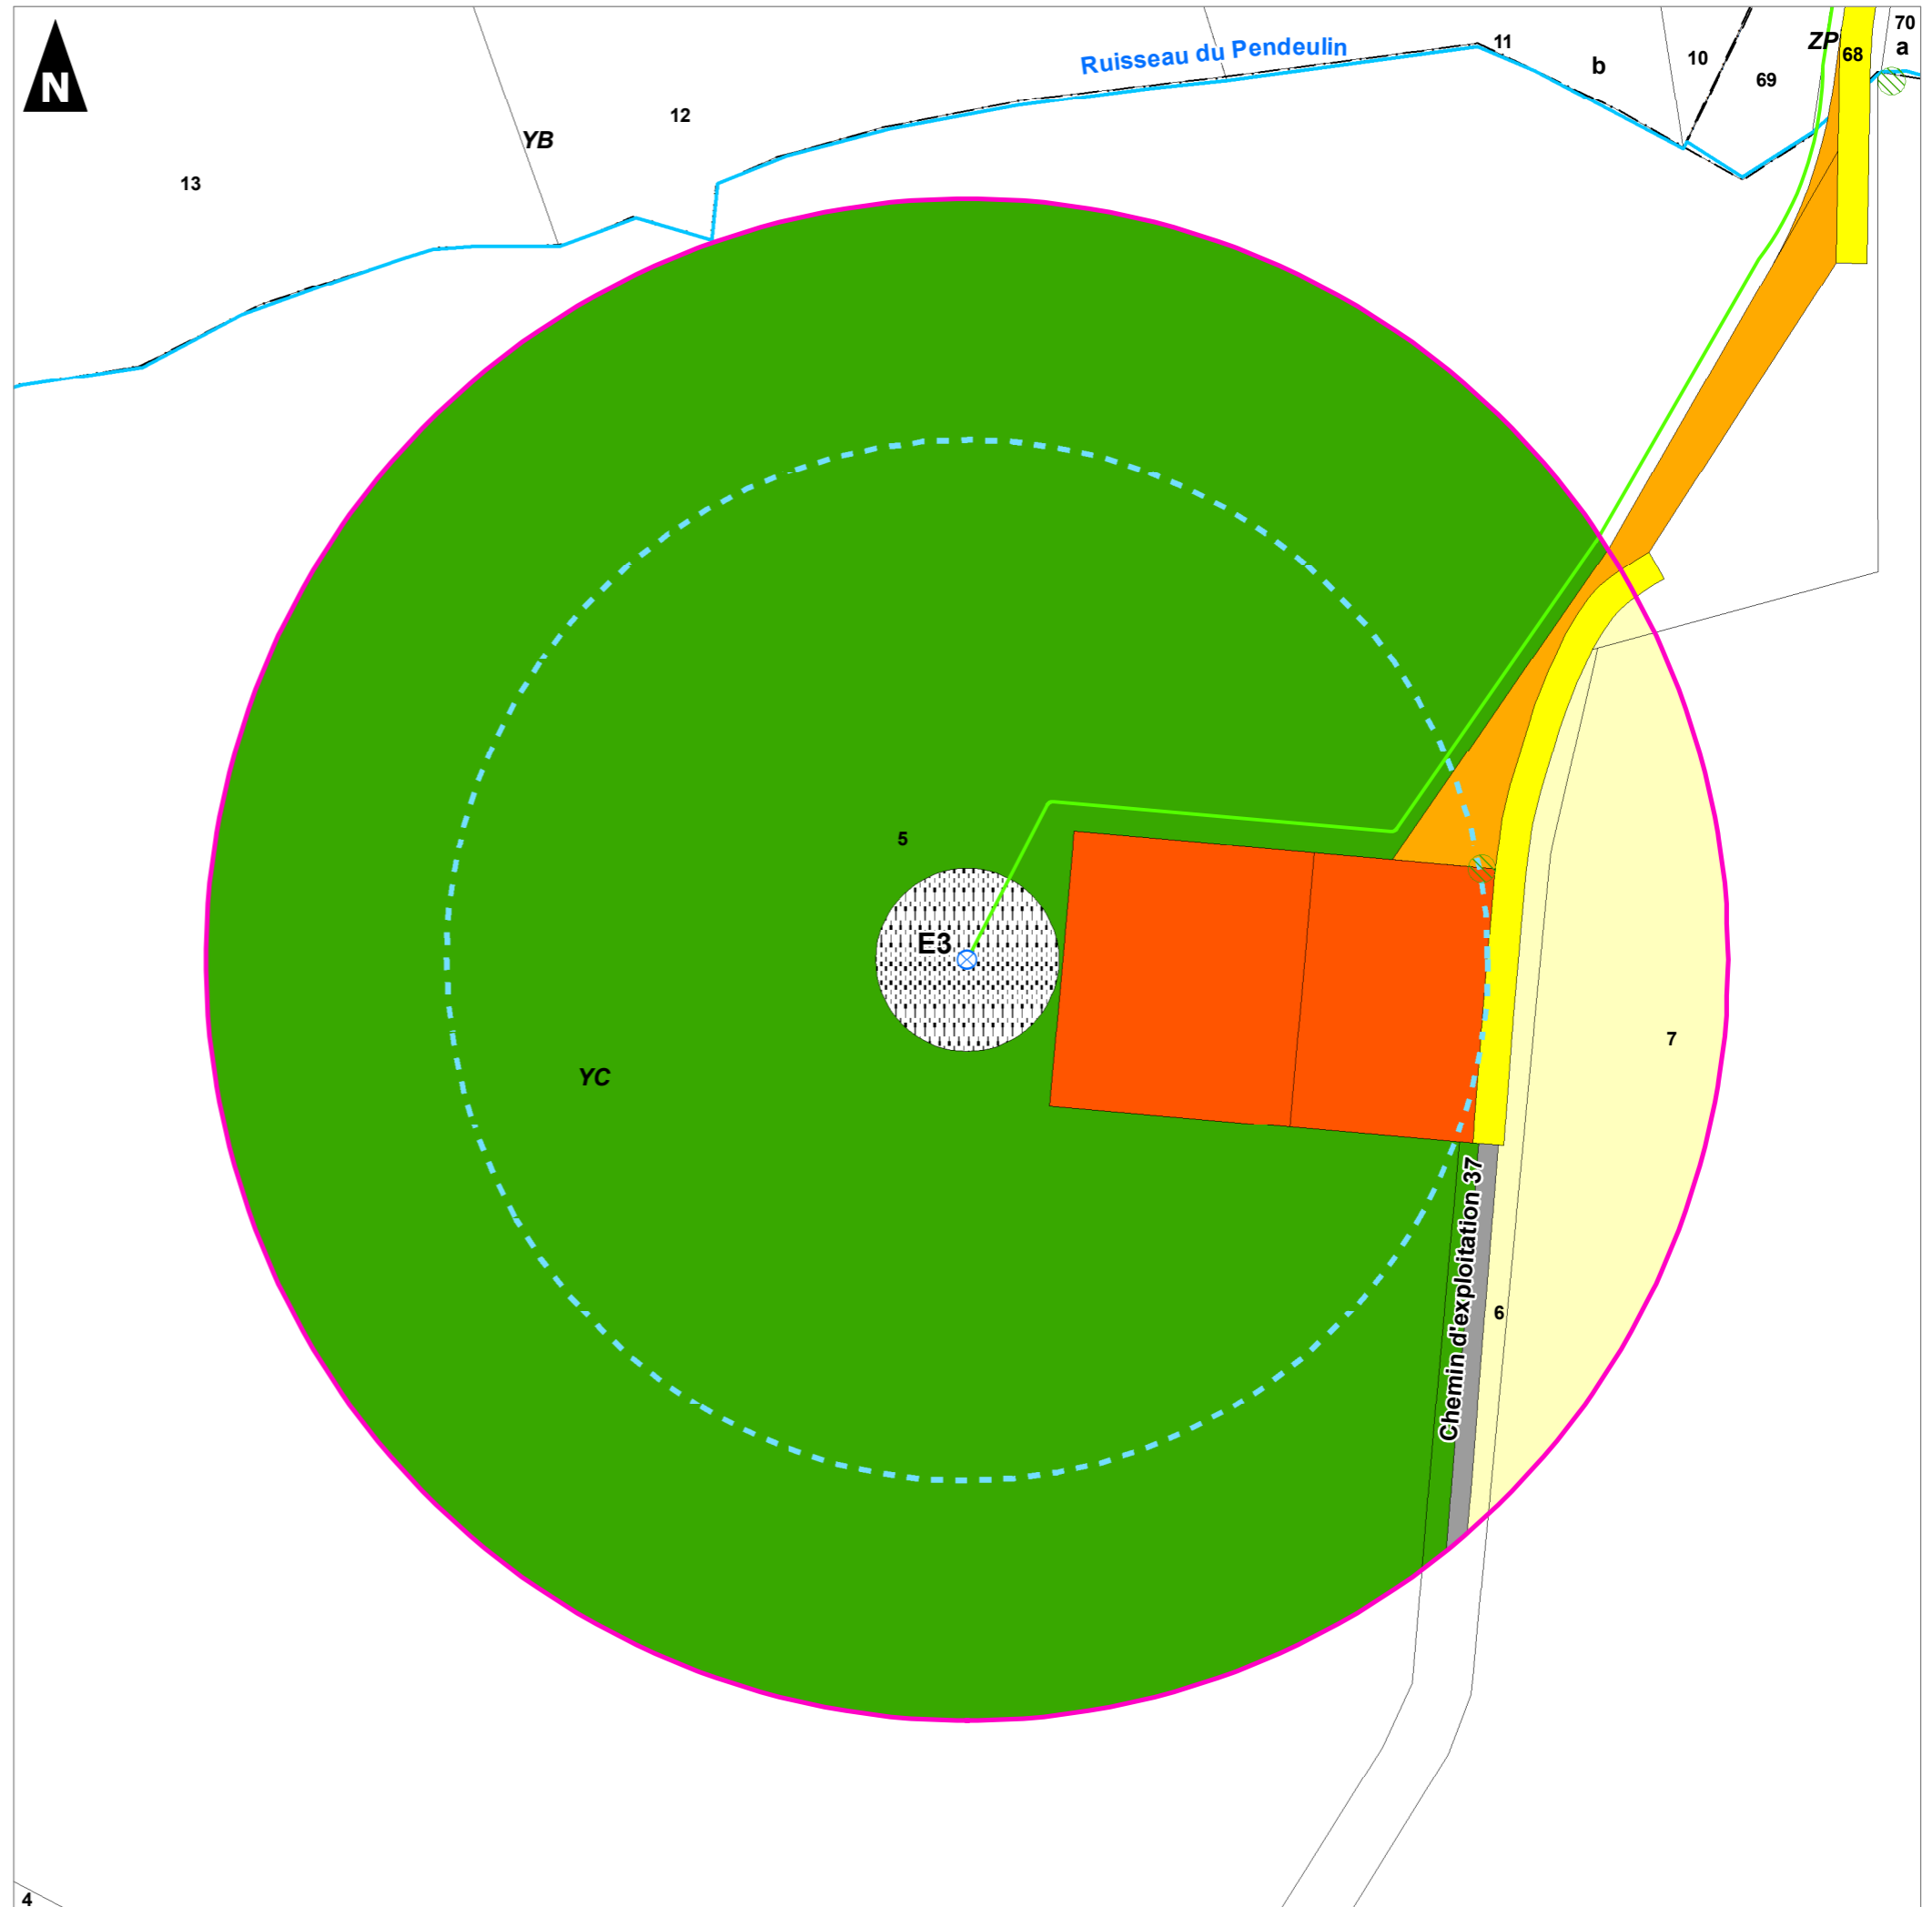 N
Ruisseau du Pendeulin
11
b
10
69
ZP
68
70
a
12
YB
13
5
E3
YC
7
Chemin d'exploitation 37
6
4